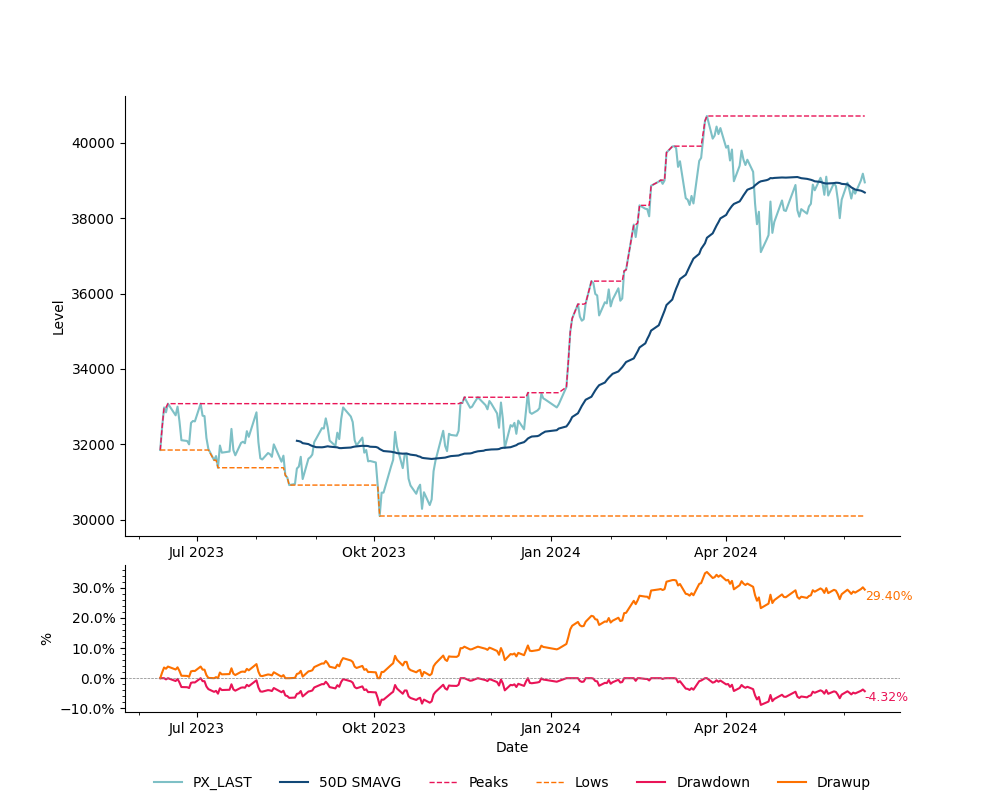 40000
38000
36000
34000
32000
30000
Level
Jul 2023 Okt 2023 Jan 2024 Apr 2024
30.0%
20.0%
10.0%
0.0%
−10.0%
%
29.40%
-4.32%
Jul 2023 Okt 2023 Jan 2024 Apr 2024
Date
PX_LAST 50D SMAVG Peaks Lows Drawdown Drawup